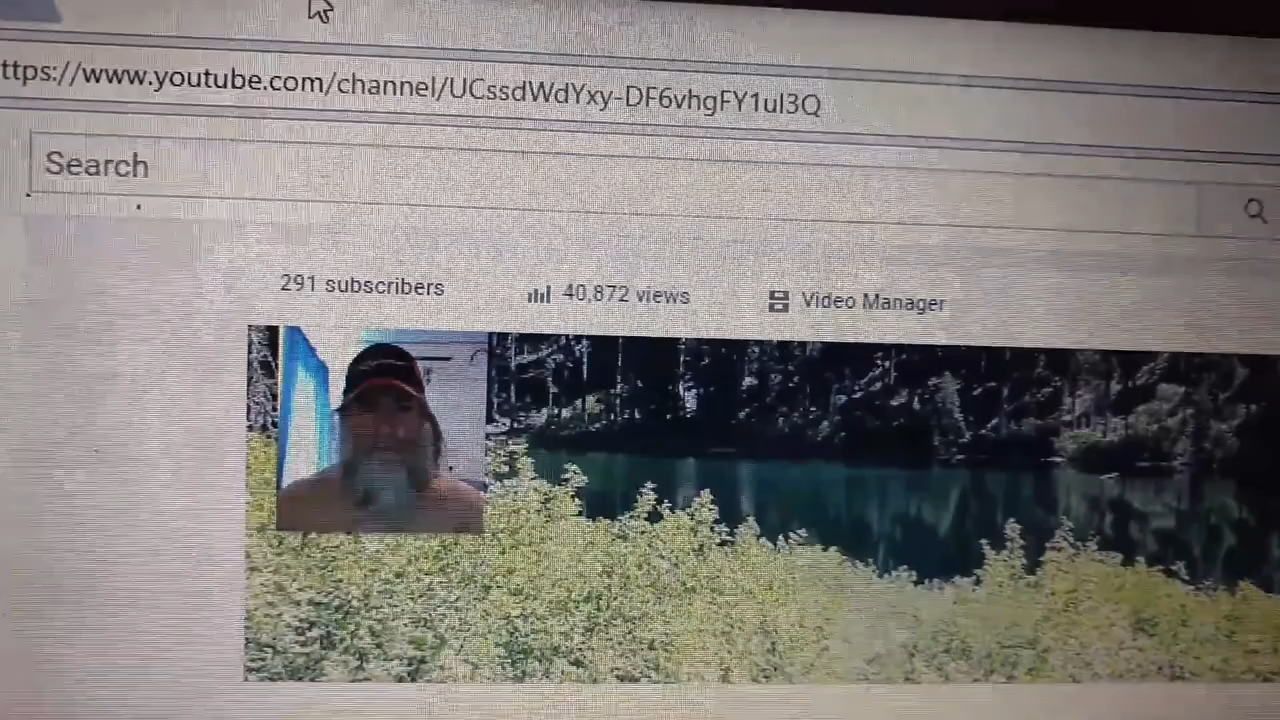 ttps://www.youtube.com/channel/UCssdWdYxy-DF6vhgFY1ul3Q
Search
291 subscribers 40,872 views Video Manager